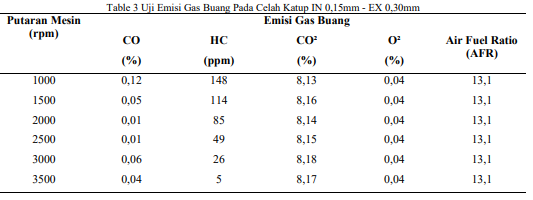 Table 3 Uji Emisi Gas Buang Pada Celah Katup IN 0,15mm - EX 0,30mm
Putaran Mesin (rpm) Emisi Gas Buang
CO (%) HC (ppm) CO² (%) O² (%) Air Fuel Ratio (AFR)
1000 0,12 148 8,13 0,04 13,1
1500 0,05 114 8,16 0,04 13,1
2000 0,01 85 8,14 0,04 13,1
2500 0,01 49 8,15 0,04 13,1
3000 0,06 26 8,18 0,04 13,1
3500 0,04 5 8,17 0,04 13,1